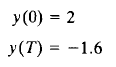 y(0) = 2
y(T) = −1.6